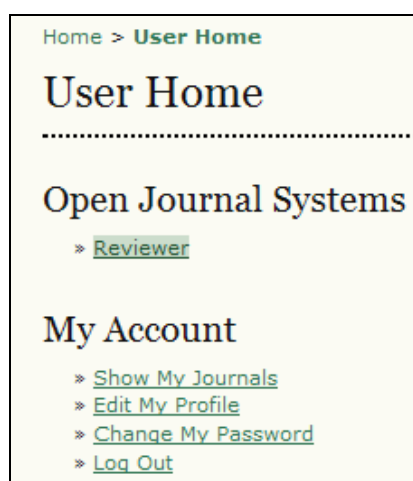 Home > User Home
User Home
Open Journal Systems
» Reviewer
My Account
» Show My Journals
» Edit My Profile
» Change My Password
» Log Out